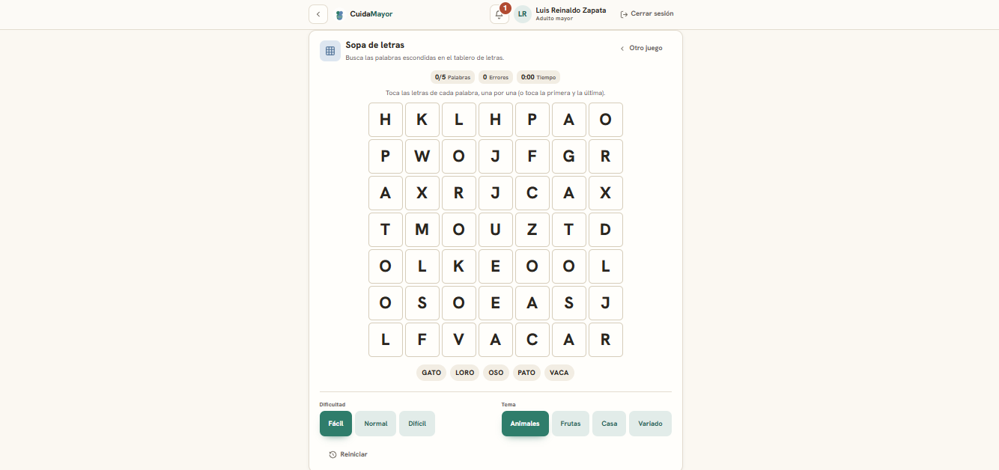 CuidaMayor
1
LR
Luis Reinaldo Zapata
Adulto mayor
Cerrar sesión
Sopa de letras
Busca las palabras escondidas en el tablero de letras.
Otro juego
0/5 Palabras
0 Errores
0:00 Tiempo
Toca las letras de cada palabra, una por una (o toca la primera y la última).
H K L H P A O
P W O J F G R
A X R J C A X
T M O U Z T D
O L K E O O L
O S O E A S J
L F V A C A R
GATO LORO OSO PATO VACA
Dificultad
Fácil Normal Difícil
Tema
Animales Frutas Casa Variado
Reiniciar